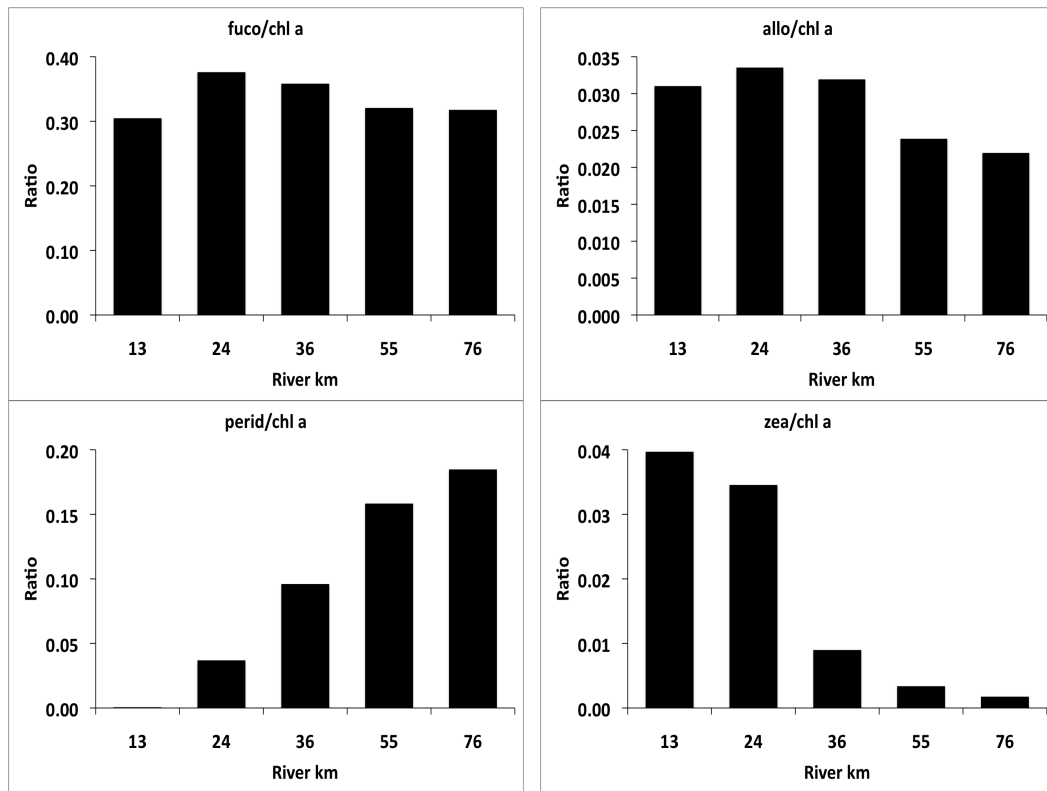 fuco/chl a
0.40
0.30
0.20
0.10
0.00
Ratio
13 24 36 55 76
River km
allo/chl a
0.035
0.030
0.025
0.020
0.015
0.010
0.005
0.000
Ratio
13 24 36 55 76
River km
perid/chl a
0.20
0.15
0.10
0.05
0.00
Ratio
13 24 36 55 76
River km
zea/chl a
0.04
0.03
0.02
0.01
0.00
Ratio
13 24 36 55 76
River km